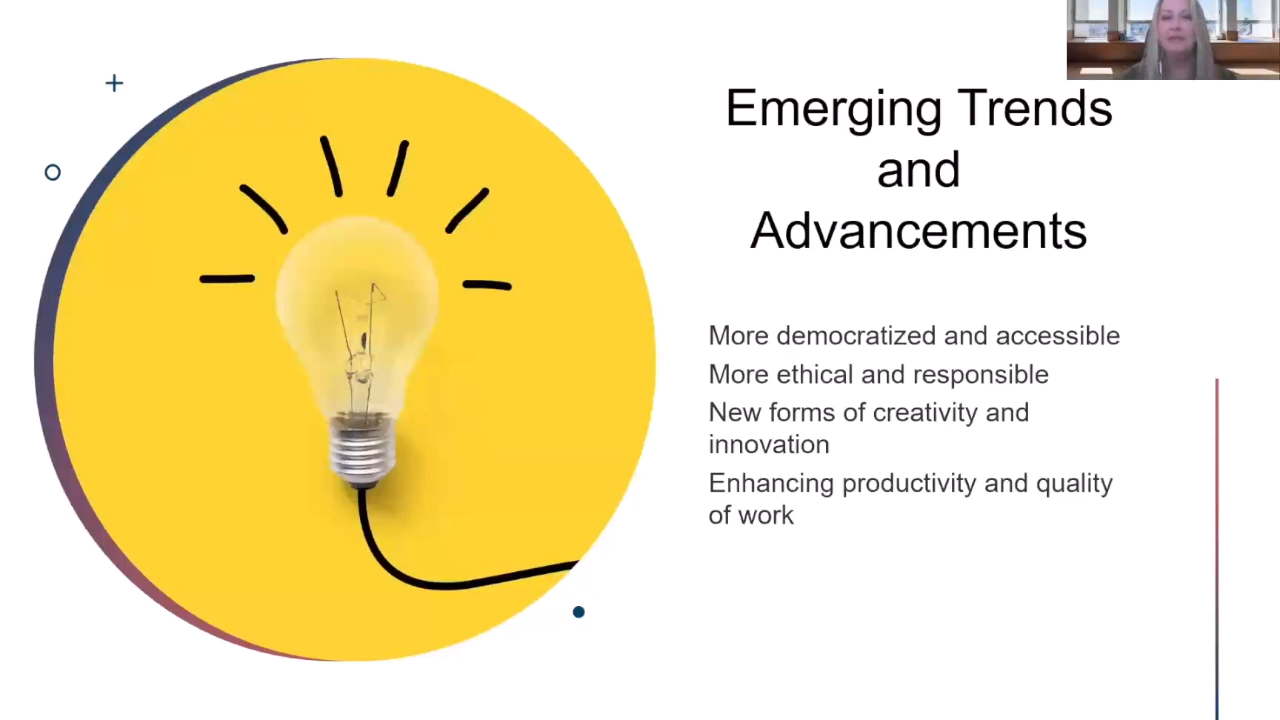 Emerging Trends
and
Advancements
More democratized and accessible
More ethical and responsible
New forms of creativity and
innovation
Enhancing productivity and quality
of work